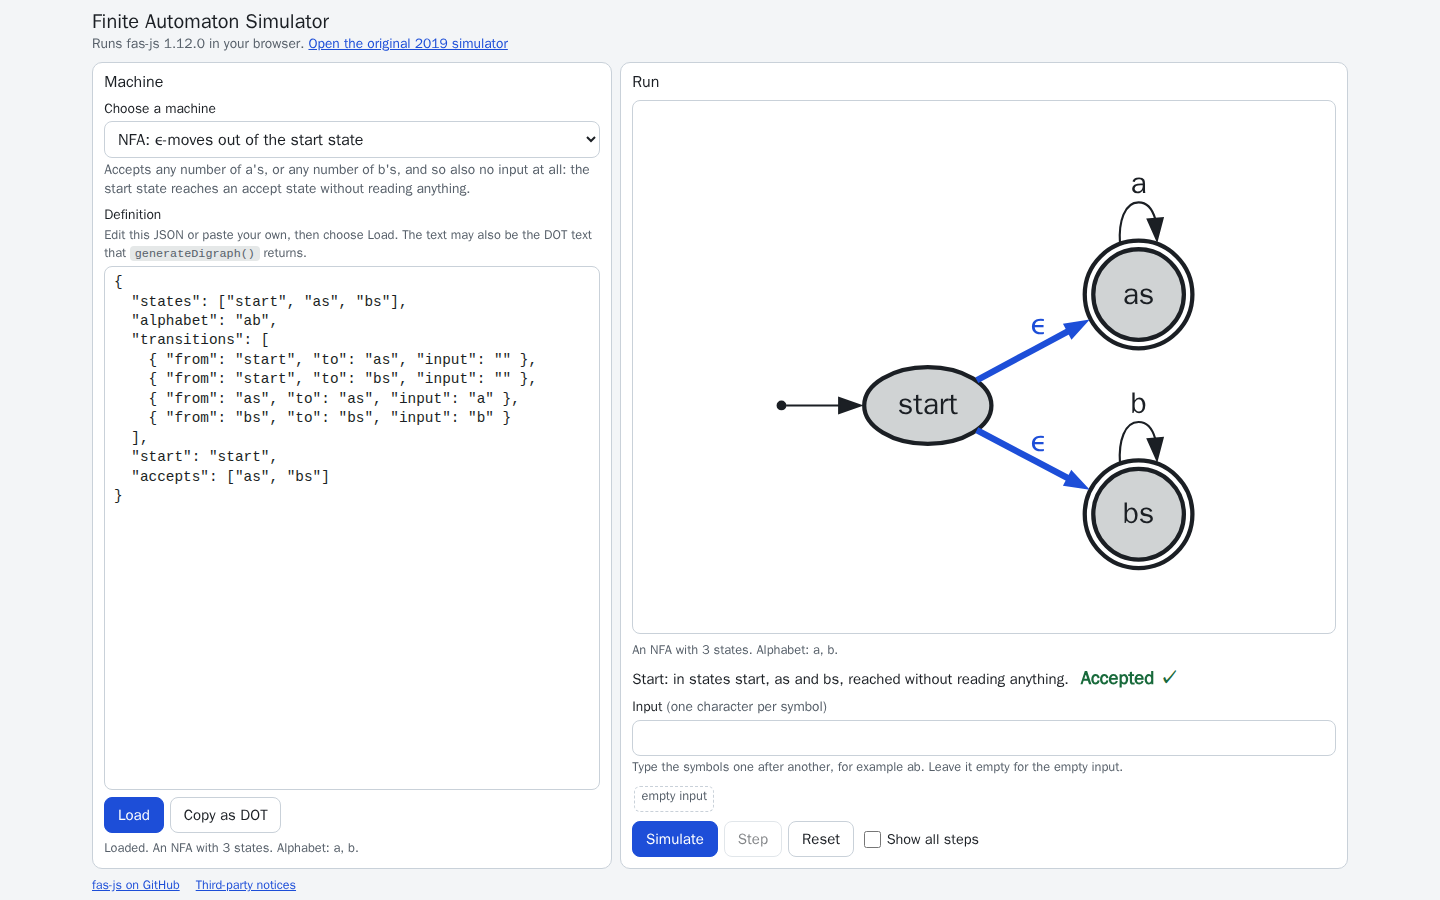 Finite Automaton Simulator
Runs fas-js 1.12.0 in your browser. Open the original 2019 simulator
Machine
Choose a machine
NFA: ϵ-moves out of the start state
Accepts any number of a's, or any number of b's, and so also no input at all: the
start state reaches an accept state without reading anything.
Definition
Edit this JSON or paste your own, then choose Load. The text may also be the DOT text
that generateDigraph() returns.
{
  "states": ["start", "as", "bs"],
  "alphabet": "ab",
  "transitions": [
    { "from": "start", "to": "as", "input": "" },
    { "from": "start", "to": "bs", "input": "" },
    { "from": "as", "to": "as", "input": "a" },
    { "from": "bs", "to": "bs", "input": "b" }
  ],
  "start": "start",
  "accepts": ["as", "bs"]
}
Load
Copy as DOT
Loaded. An NFA with 3 states. Alphabet: a, b.
Run
a
as
ϵ
start
b
ϵ
bs
An NFA with 3 states. Alphabet: a, b.
Start: in states start, as and bs, reached without reading anything. Accepted ✓
Input (one character per symbol)
Type the symbols one after another, for example ab. Leave it empty for the empty input.
empty input
Simulate
Step
Reset
Show all steps
fas-js on GitHub
Third-party notices